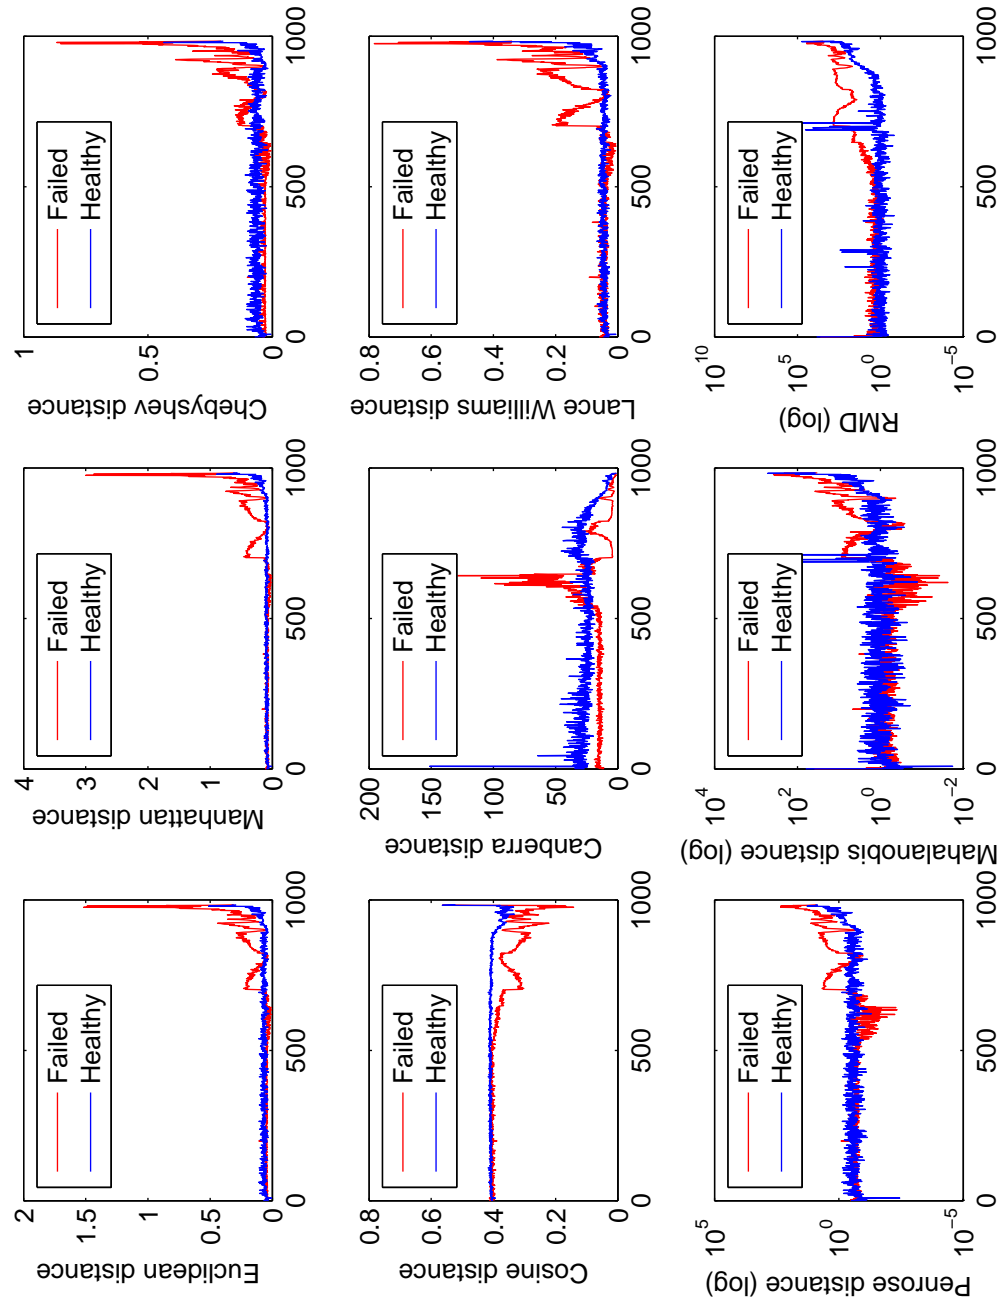 Euclidean distance
2
1.5
1
0.5
0
0
500
1000
Failed
Healthy
Manhattan distance
4
3
2
1
0
0
500
1000
Failed
Healthy
Chebyshev distance
1
0.5
0
0
500
1000
Failed
Healthy
Cosine distance
0.8
0.6
0.4
0.2
0
0
500
1000
Failed
Healthy
Canberra distance
200
150
100
50
0
0
500
1000
Failed
Healthy
Lance Williams distance
0.8
0.6
0.4
0.2
0
0
500
1000
Failed
Healthy
Penrose distance (log)
10^5
10^0
10^-5
0
500
1000
Failed
Healthy
Mahalanobis distance (log)
10^4
10^2
10^0
10^-2
0
500
1000
Failed
Healthy
RMD (log)
10^10
10^5
10^0
10^-5
0
500
1000
Failed
Healthy